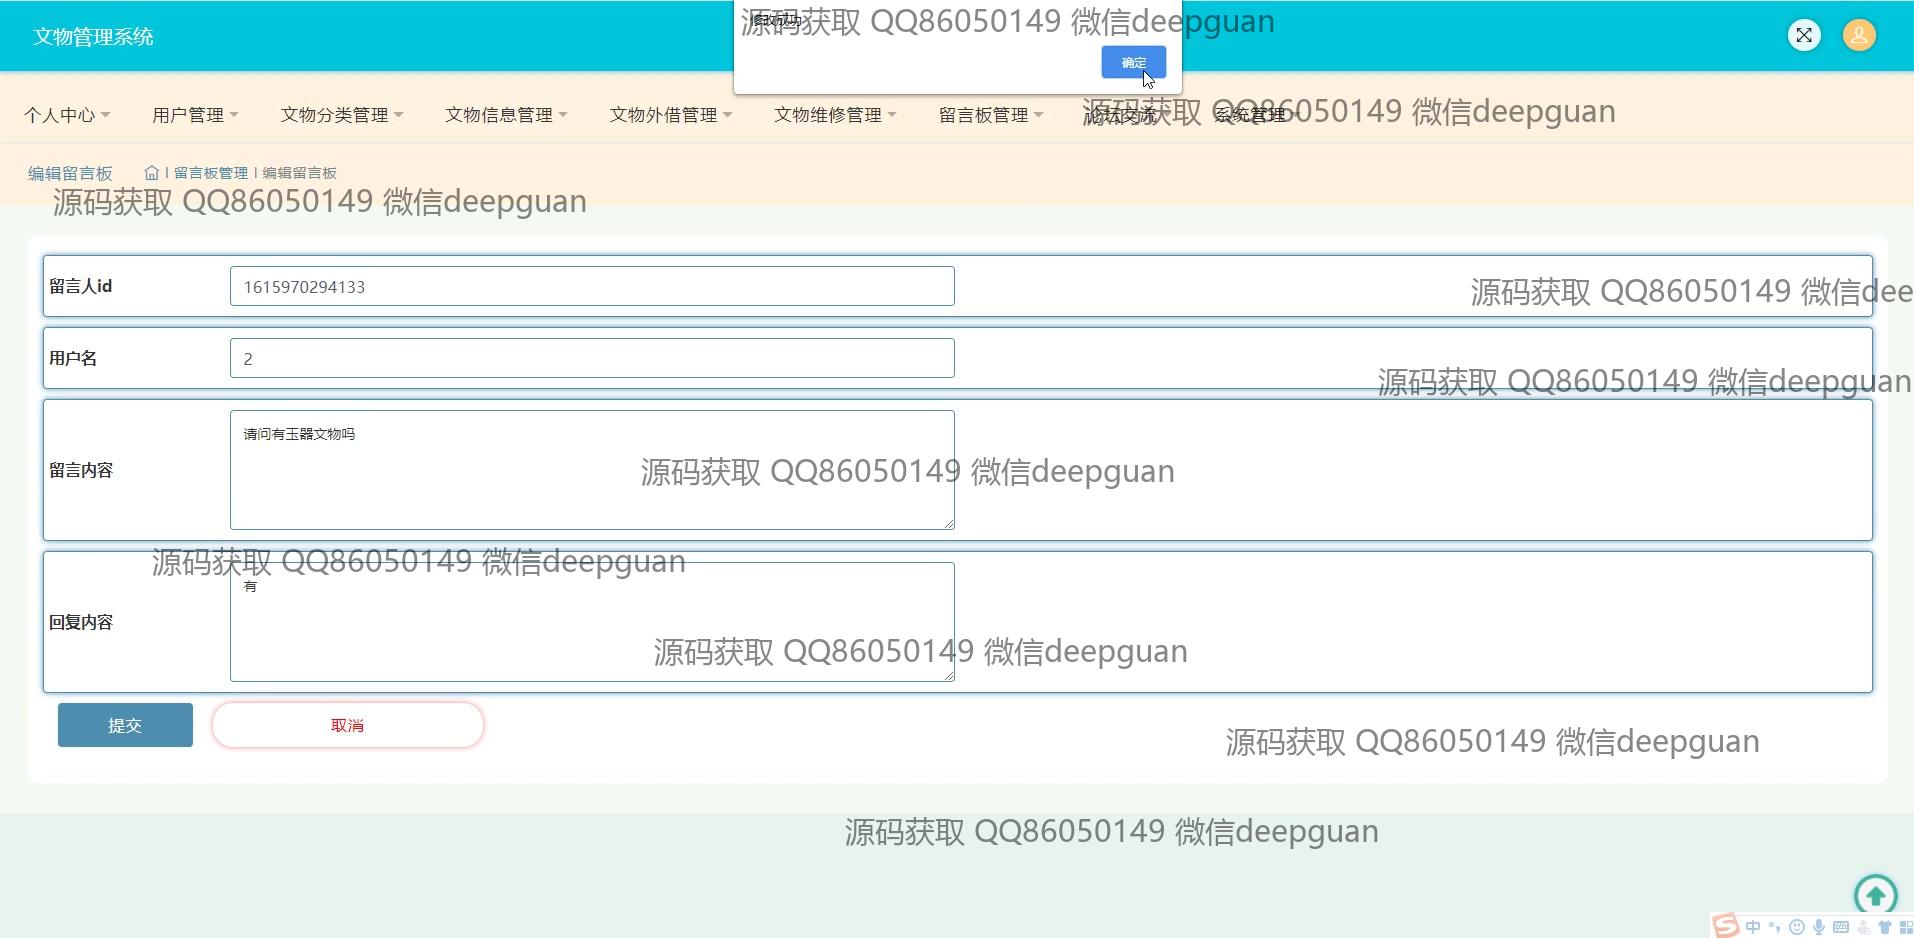 修改成功
源码获取 QQ86050149 微信deepguan
确定
文物管理系统
个人中心 用户管理 文物分类管理 文物信息管理 文物外借管理 文物维修管理 留言板管理 论坛交流 系统管理
源码获取 QQ86050149 微信deepguan
编辑留言板 留言板管理 编辑留言板
源码获取 QQ86050149 微信deepguan
留言人id 1615970294133
源码获取 QQ86050149 微信dee
用户名 2
源码获取 QQ86050149 微信deepguan
请问有玉器文物吗
留言内容
源码获取 QQ86050149 微信deepguan
源码获取 QQ86050149 微信deepguan
有
回复内容
源码获取 QQ86050149 微信deepguan
提交 取消
源码获取 QQ86050149 微信deepguan
源码获取 QQ86050149 微信deepguan
S 中